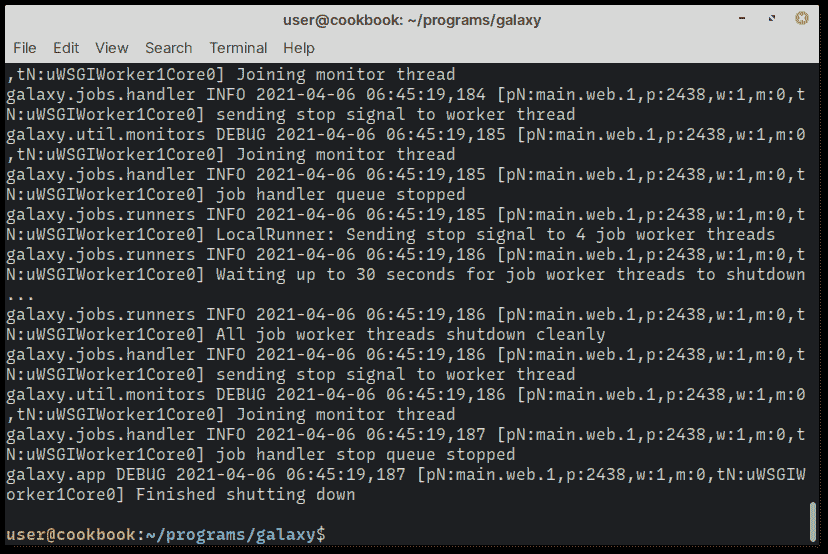 user@cookbook: ~/programs/galaxy
File Edit View Search Terminal Help
,tN:uWSGIWorker1Core0] Joining monitor thread
galaxy.jobs.handler INFO 2021-04-06 06:45:19,184 [pN:main.web.1,p:2438,w:1,m:0,t
N:uWSGIWorker1Core0] sending stop signal to worker thread
galaxy.util.monitors DEBUG 2021-04-06 06:45:19,185 [pN:main.web.1,p:2438,w:1,m:0
,tN:uWSGIWorker1Core0] Joining monitor thread
galaxy.jobs.handler INFO 2021-04-06 06:45:19,185 [pN:main.web.1,p:2438,w:1,m:0,t
N:uWSGIWorker1Core0] job handler queue stopped
galaxy.jobs.runners INFO 2021-04-06 06:45:19,185 [pN:main.web.1,p:2438,w:1,m:0,t
N:uWSGIWorker1Core0] LocalRunner: Sending stop signal to 4 job worker threads
galaxy.jobs.runners INFO 2021-04-06 06:45:19,186 [pN:main.web.1,p:2438,w:1,m:0,t
N:uWSGIWorker1Core0] Waiting up to 30 seconds for job worker threads to shutdown
...
galaxy.jobs.runners INFO 2021-04-06 06:45:19,186 [pN:main.web.1,p:2438,w:1,m:0,t
N:uWSGIWorker1Core0] All job worker threads shutdown cleanly
galaxy.jobs.handler INFO 2021-04-06 06:45:19,186 [pN:main.web.1,p:2438,w:1,m:0,t
N:uWSGIWorker1Core0] sending stop signal to worker thread
galaxy.util.monitors DEBUG 2021-04-06 06:45:19,186 [pN:main.web.1,p:2438,w:1,m:0
,tN:uWSGIWorker1Core0] Joining monitor thread
galaxy.jobs.handler INFO 2021-04-06 06:45:19,187 [pN:main.web.1,p:2438,w:1,m:0,t
N:uWSGIWorker1Core0] job handler stop queue stopped
galaxy.app DEBUG 2021-04-06 06:45:19,187 [pN:main.web.1,p:2438,w:1,m:0,tN:uWSGIW
orker1Core0] Finished shutting down
user@cookbook:~/programs/galaxy$